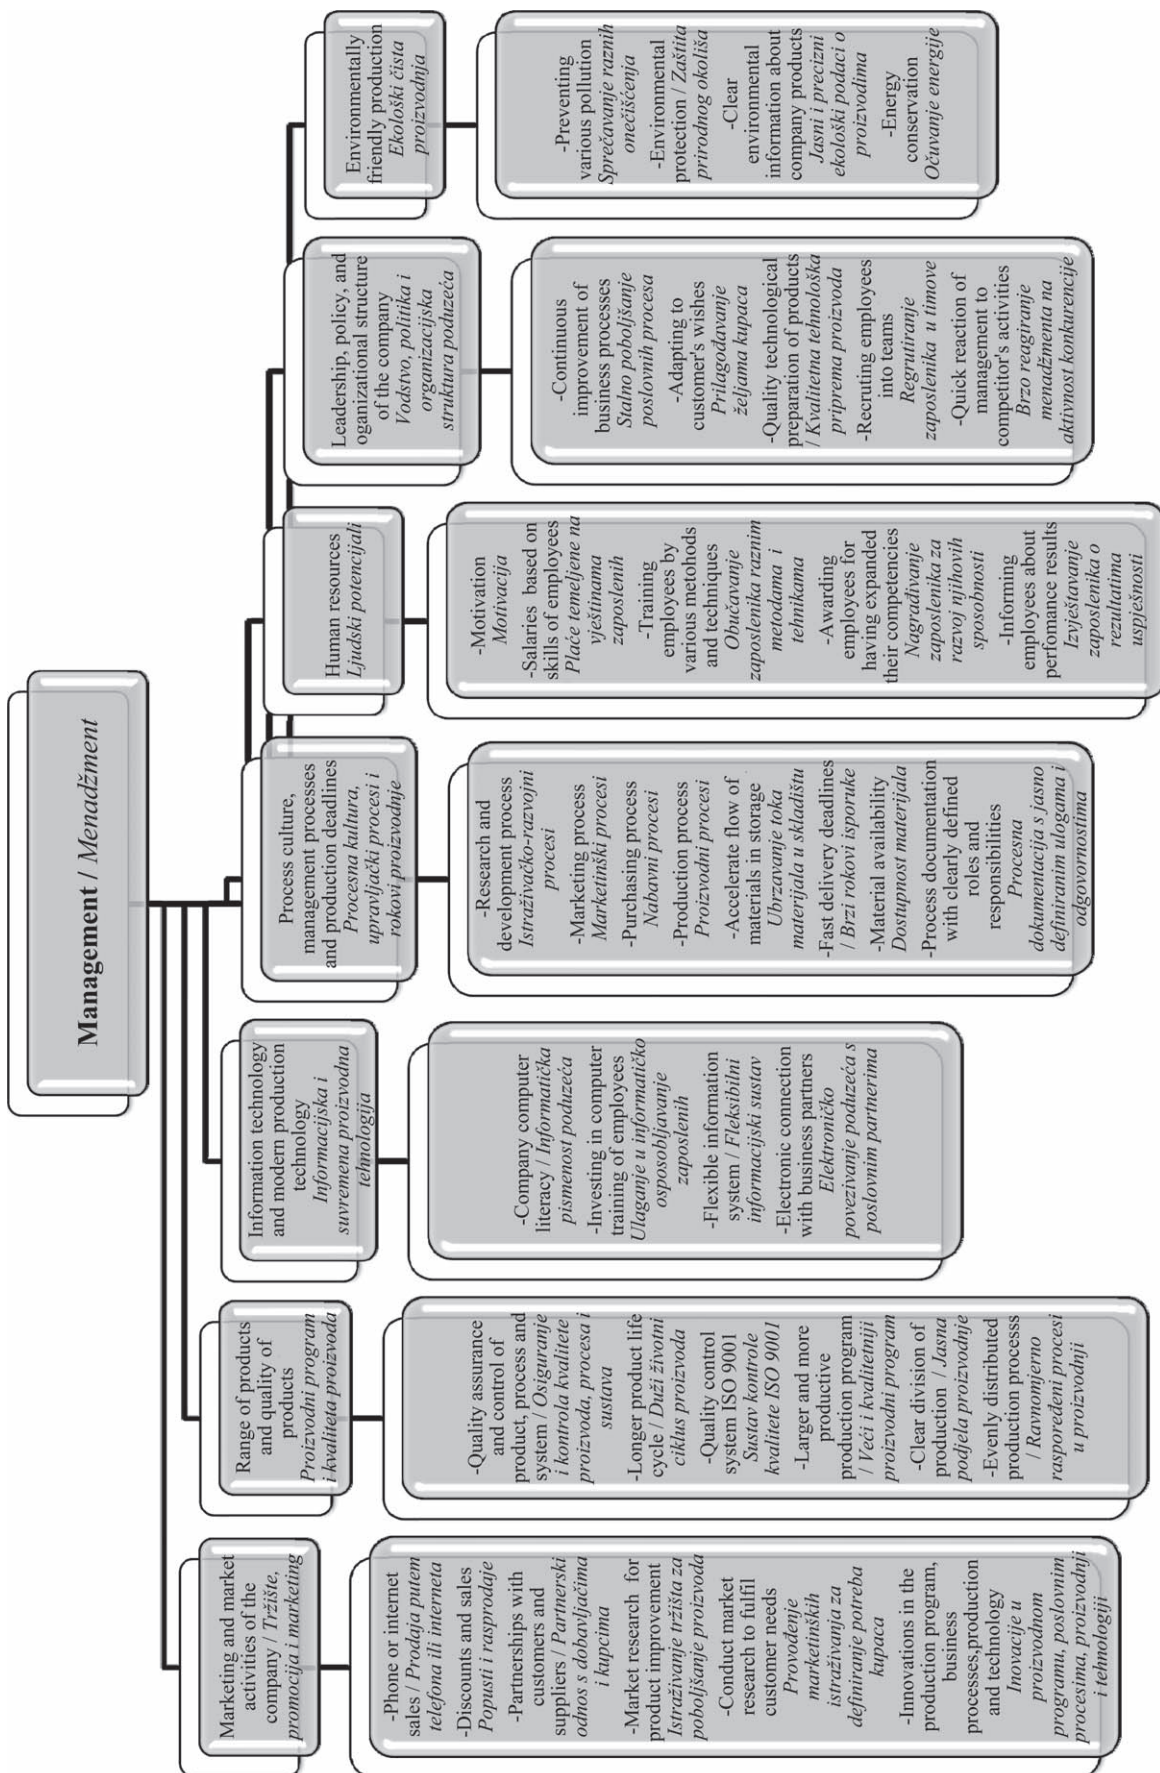 Management / Menadžment
Marketing and market
activities of the
company / Tržište,
promocija i marketing
-Phone or internet
sales / Prodaja putem
telefona ili interneta
-Discounts and sales
Popusti i rasprodaje
-Partnerships with
customers and
suppliers / Partnerski
odnos s dobavljačima
i kupcima
-Market research for
product improvement
Istraživanje tržišta za
poboljšanje proizvoda
-Conduct market
research to fulfil
customer needs
Provođenje
marketinških
istraživanja za
definiranje potreba
kupaca
-Innovations in the
production program,
business
processes,production
and technology
Inovacije u
proizvodnom
programu, poslovnim
procesima, proizvodnji
i tehnologiji
Range of products
and quality of
products
Proizvodni program
i kvaliteta proizvoda
-Quality assurance
and control of
product, process and
system / Osiguranje
i kontrola kvalitete
proizvoda, procesa i
sustava
-Longer product life
cycle / Duži životni
ciklus proizvoda
-Quality control
system ISO 9001
Sustav kontrole
kvalitete ISO 9001
-Larger and more
productive
production program
/ Veći i kvalitetniji
proizvodni program
-Clear division of
production / Jasna
podjela proizvodnje
-Evenly distributed
production processs
/ Ravnomjerno
raspoređeni procesi
u proizvodnji
Information technology
and modern production
technology
Informacijska i
suvremena proizvodna
tehnologija
-Company computer
literacy / Informatička
pismenost poduzeća
-Investing in computer
training of employees
Ulaganje u informatičko
osposobljavanje
zaposlenih
-Flexible information
system / Fleksibilni
informacijski sustav
-Electronic connection
with business partners
Elektroničko
povezivanje poduzeća s
poslovnim partnerima
Process culture,
management processes
and production deadlines
Procesna kultura,
upravljački procesi i
rokovi proizvodnje
-Research and
development process
Istraživačko-razvojni
procesi
-Marketing process
Marketinški procesi
-Purchasing process
Nabavni procesi
-Production process
Proizvodni procesi
-Accelerate flow of
materials in storage
Ubrzavanje toka
materijala u skladištu
-Fast delivery deadlines
/ Brzi rokovi isporuke
-Material availability
Dostupnost materijala
-Process documentation
with clearly defined
roles and
responsibilities
Procesna
dokumentacija s jasno
definiranim ulogama i
odgovornostima
Human resources
Ljudski potencijali
-Motivation
Motivacija
-Salaries based on
skills of employees
Plaće temeljene na
vještinama
zaposlenih
-Training
employees by
various metohods
and techniques
Obučavanje
zaposlenika raznim
metodama i
tehnikama
-Awarding
employees for
having expanded
their competencies
Nagrađivanje
zaposlenika za
razvoj njihovih
sposobnosti
-Informing
employees about
perfomance results
Izvještavanje
zaposlenika o
rezultatima
uspješnosti
Leadership, policy, and
oganizational structure
of the company
Vodstvo, politika i
organizacijska
struktura poduzeća
-Continuous
improvement of
business processes
Stalno poboljšanje
poslovnih procesa
-Adapting to
customer's wishes
Prilagođavanje
željama kupaca
-Quality technological
preparation of products
/ Kvalitetna tehnološka
priprema proizvoda
-Recruting employees
into teams
Regrutiranje
zaposlenika u timove
-Quick reaction of
management to
competitor's activities
Brzo reagiranje
menadžmenta na
aktivnost konkurencije
Environmentally
friendly production
Ekološki čista
proizvodnja
-Preventing
various pollution
Sprečavanje raznih
onečišćenja
-Environmental
protection / Zaštita
prirodnog okoliša
-Clear
environmental
information about
company products
Jasni i precizni
ekološki podaci o
proizvodima
-Energy
conservation
Očuvanje energije